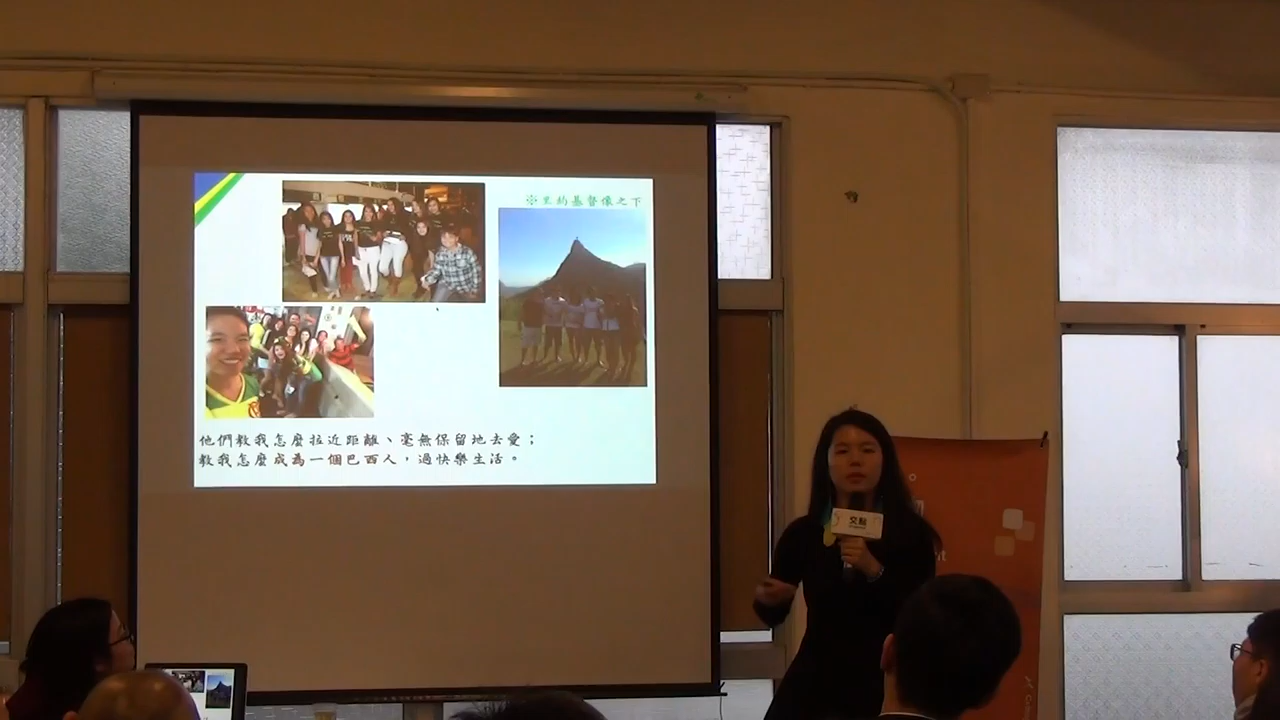 ※里約基督像之下
他們教我怎麼拉近距離、毫無保留地去愛；
教我怎麼成為一個巴西人，過快樂生活。
文點